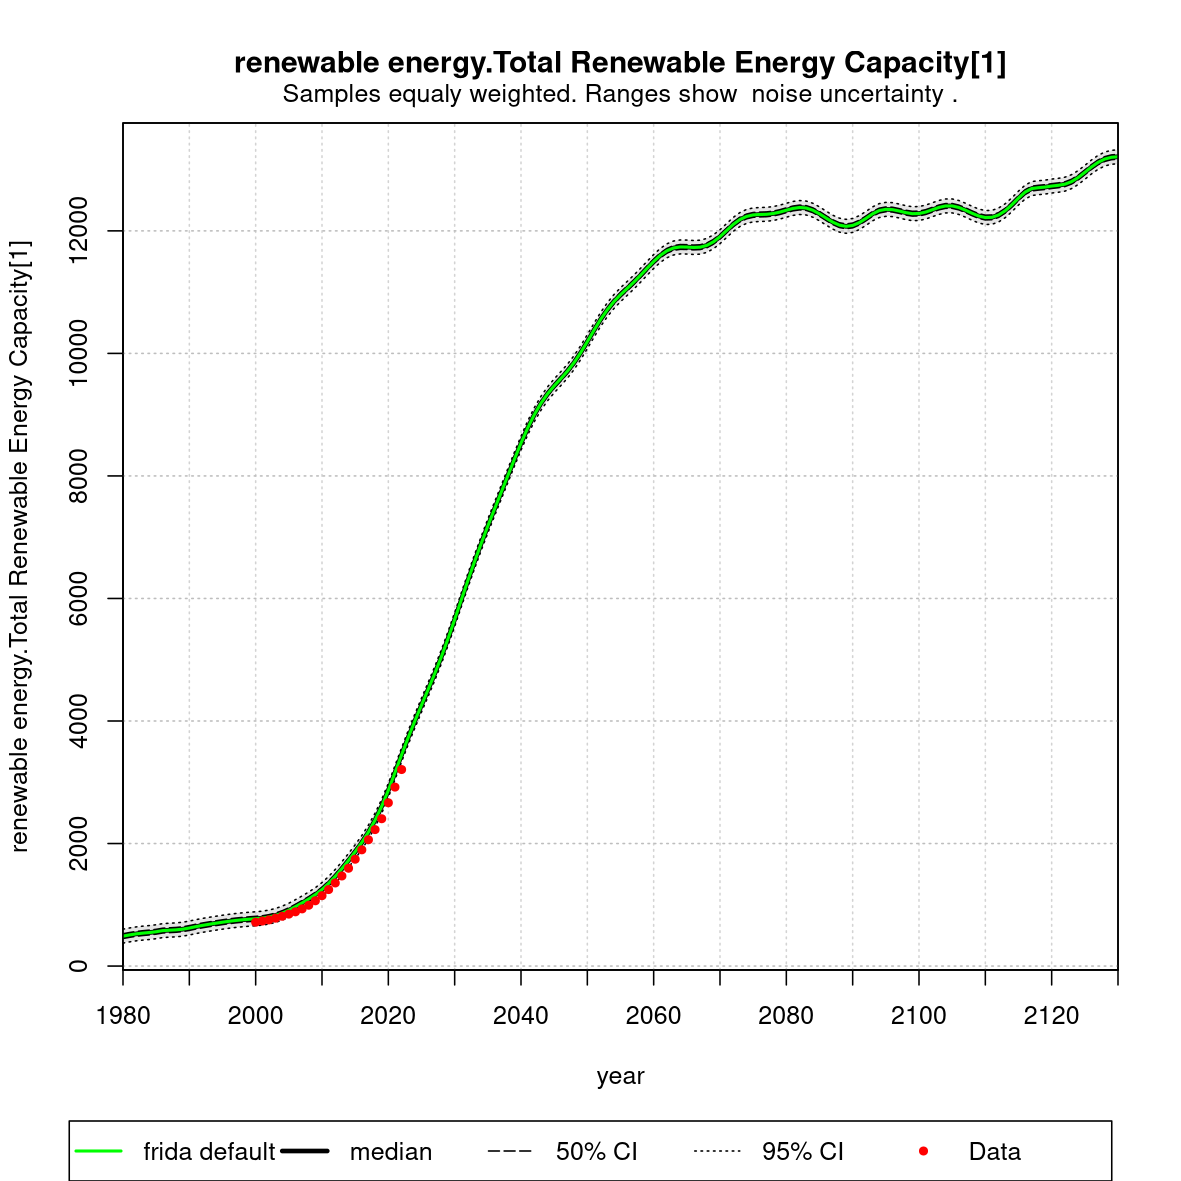 renewable energy.Total Renewable Energy Capacity[1]
Samples equaly weighted. Ranges show  noise uncertainty .
renewable energy.Total Renewable Energy Capacity[1]
12000
10000
8000
6000
4000
2000
0
1980 2000 2020 2040 2060 2080 2100 2120
year
frida default median 50% CI 95% CI Data